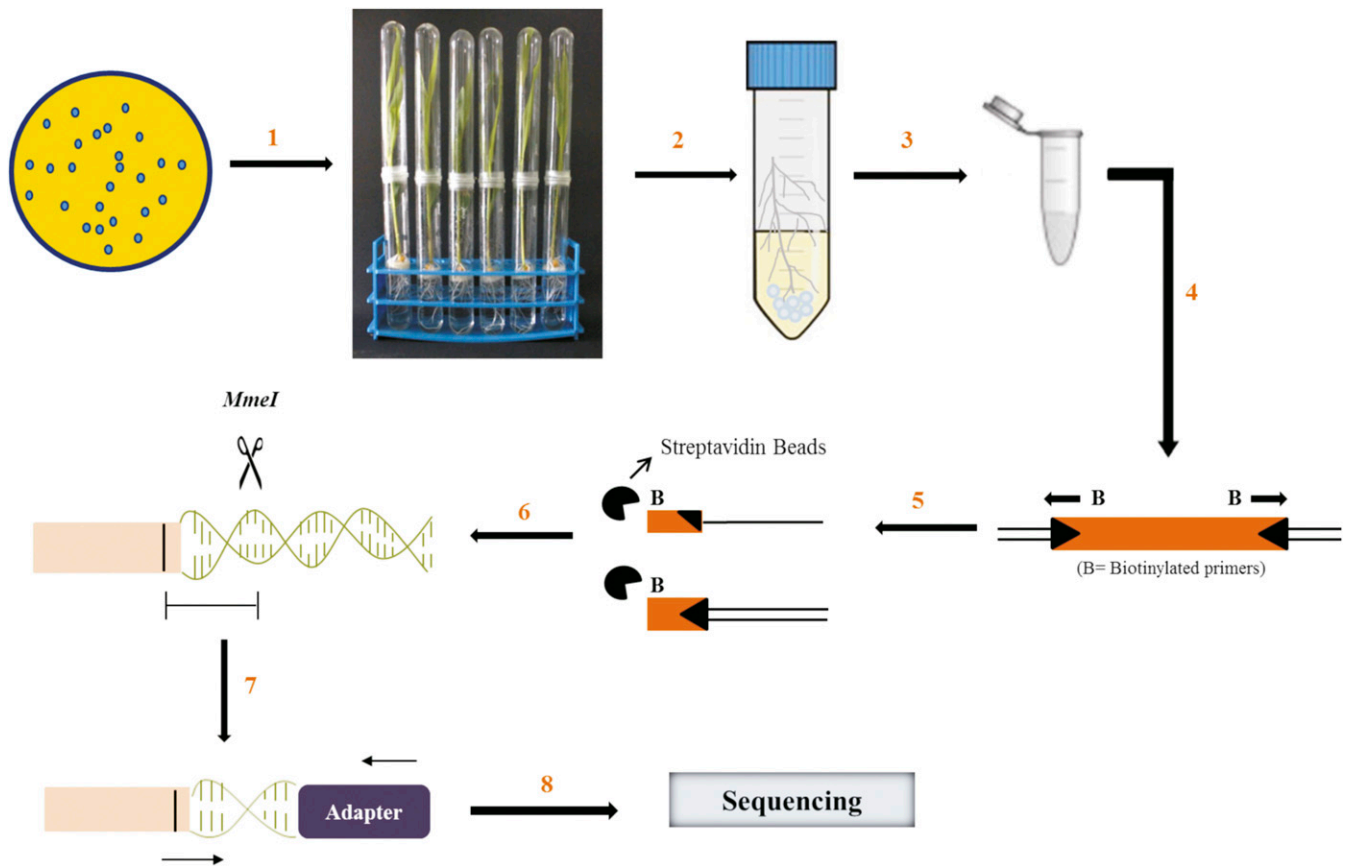 1
2
3
4
MmeI
Streptavidin Beads
B
B
B
5
6
(B= Biotinylated primers)
B
7
8
Adapter
Sequencing